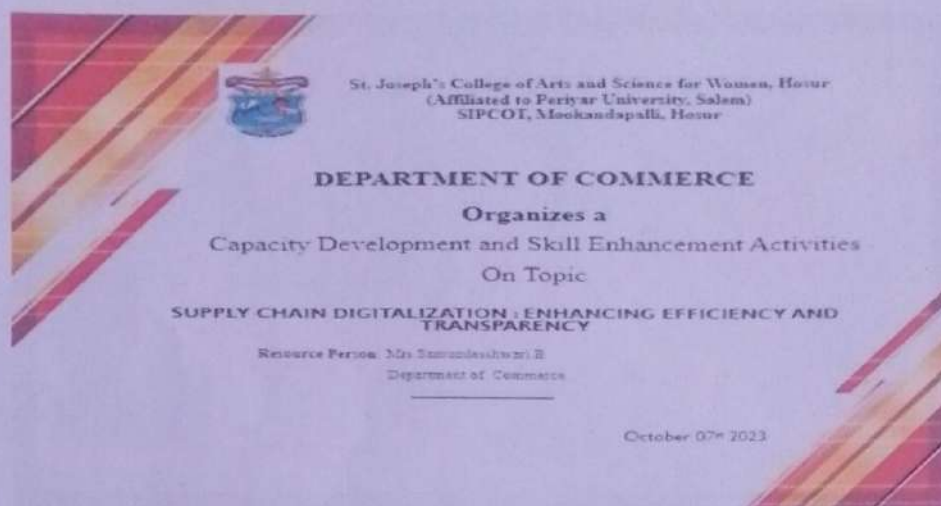 St. Joseph's College of Arts and Science for Women, Hosur
(Affiliated to Periyar University, Salem)
SIPCOT, Mookandapalli, Hosur
DEPARTMENT OF COMMERCE
Organizes a
Capacity Development and Skill Enhancement Activities
On Topic
SUPPLY CHAIN DIGITALIZATION : ENHANCING EFFICIENCY AND
TRANSPARENCY
Resource Person: Mrs
Department of Commerce
October 07th 2023